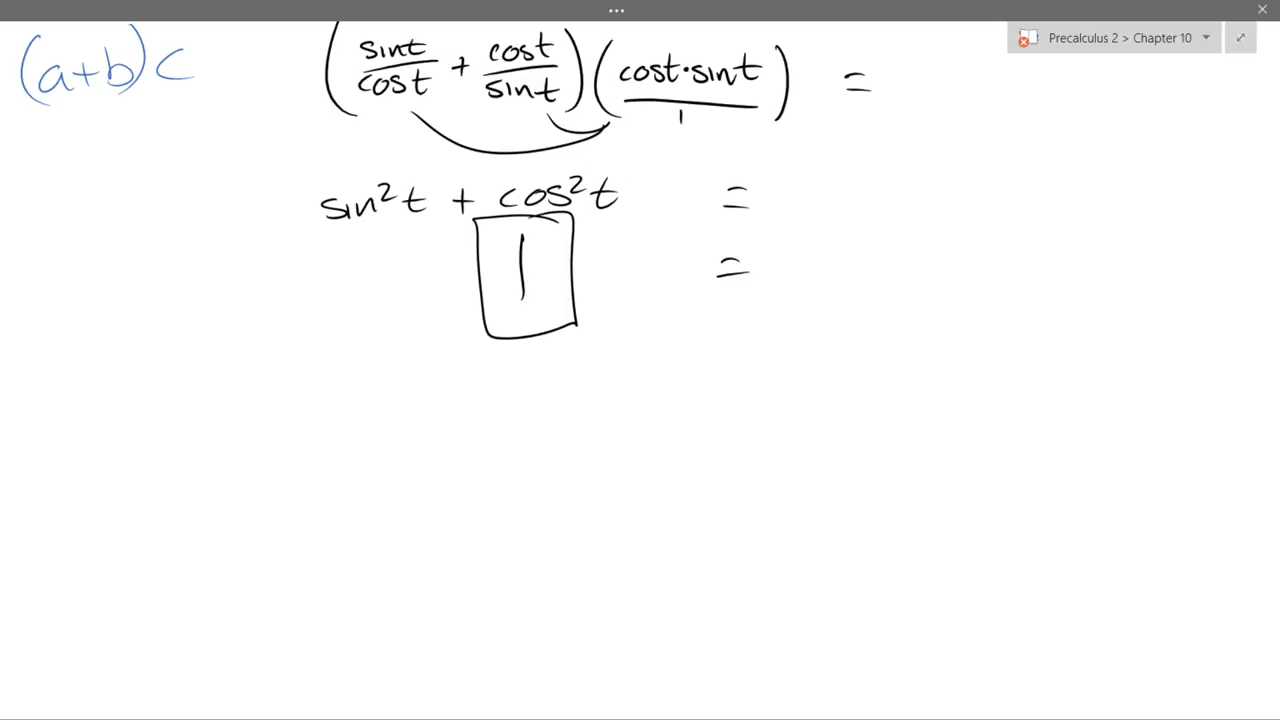 Precalculus 2 > Chapter 10
(a+b)c
(sint/cost + cost/sint)(cost·sint/1) =
sin²t + cos²t =
1 =